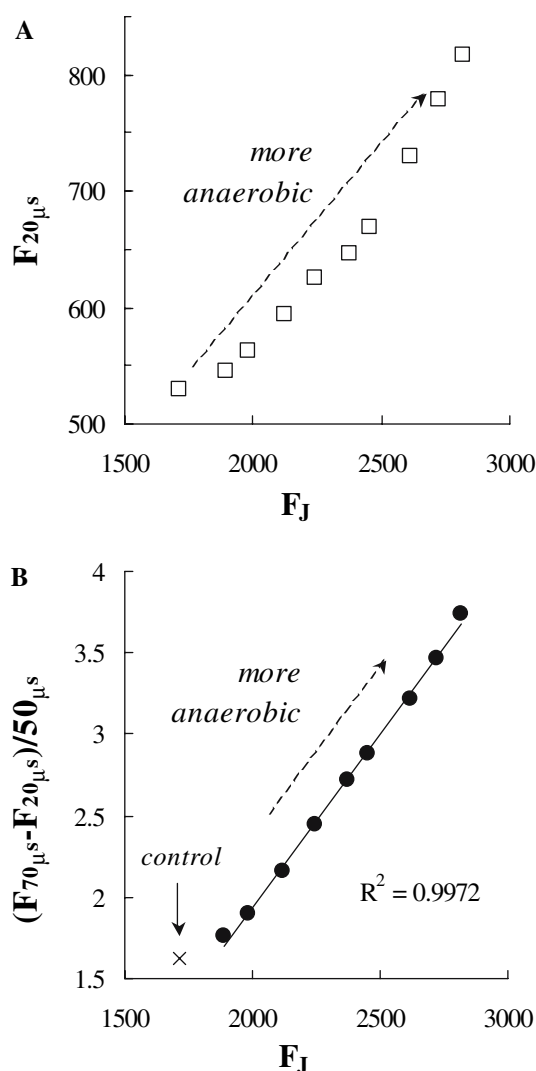 A
800
700
600
500
F20μs
more
anaerobic
1500 2000 2500 3000
FJ
B
4
3.5
3
2.5
2
1.5
(F70μs-F20μs)/50μs
more
anaerobic
control
R2 = 0.9972
1500 2000 2500 3000
FJ